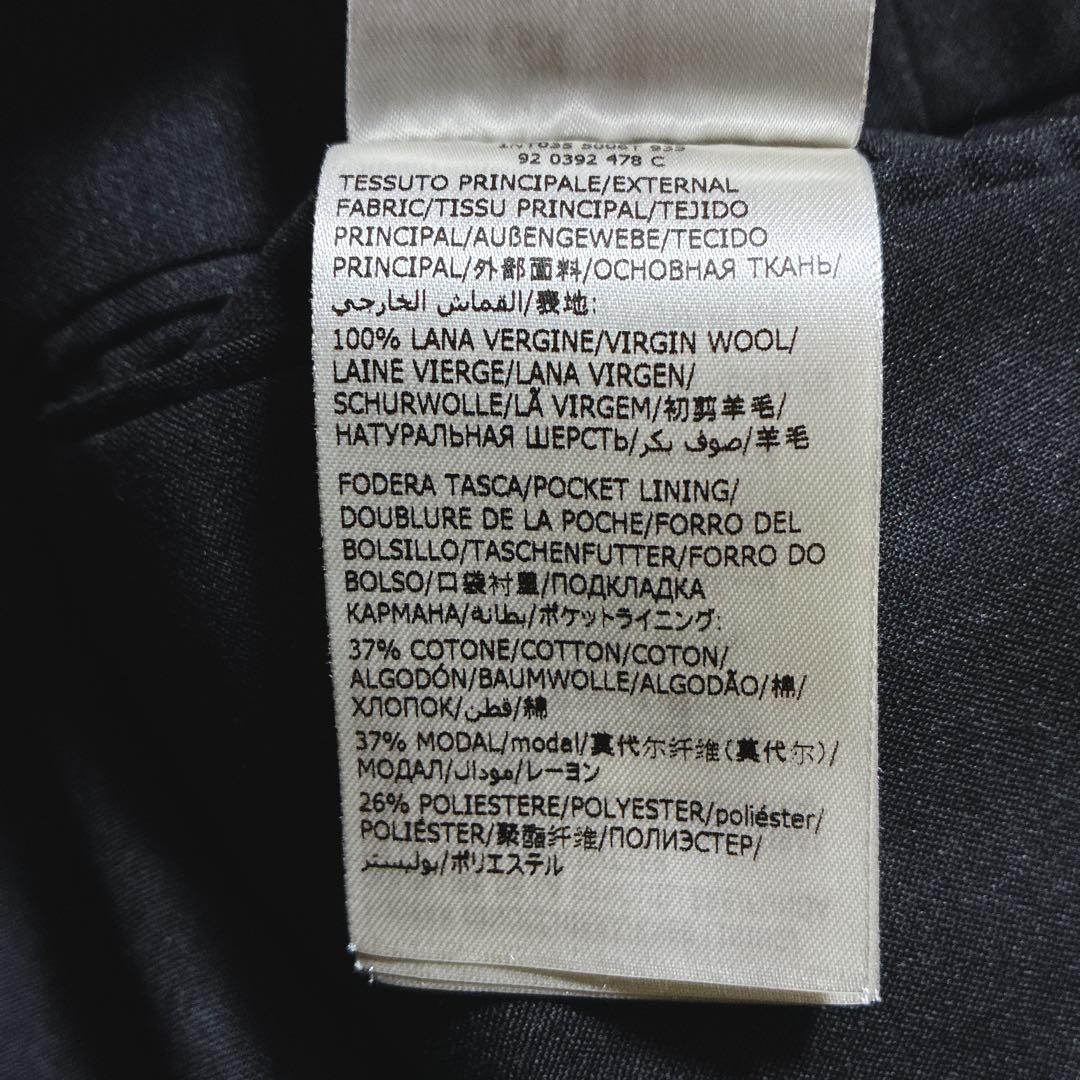 92 0392 478 C
TESSUTO PRINCIPALE/EXTERNAL
FABRIC/TISSU PRINCIPAL/TEJIDO
PRINCIPAL/AUßENGEWEBE/TECIDO
PRINCIPAL/外部面料/ОСНОВНАЯ ТКАНЬ/
القماش الخارجي/表地:
100% LANA VERGINE/VIRGIN WOOL/
LAINE VIERGE/LANA VIRGEN/
SCHURWOLLE/LÃ VIRGEM/初剪羊毛/
НАТУРАЛЬНАЯ ШЕРСТЬ/صوف بكر/羊毛
FODERA TASCA/POCKET LINING/
DOUBLURE DE LA POCHE/FORRO DEL
BOLSILLO/TASCHENFUTTER/FORRO DO
BOLSO/口袋衬里/ПОДКЛАДКА
КАРМАНА/بطانة/ポケットライニング:
37% COTONE/COTTON/COTON/
ALGODÓN/BAUMWOLLE/ALGODÃO/棉/
ХЛОПОК/قطن/綿
37% MODAL/modal/莫代尔纤维(莫代尔)/
МОДАЛ/مودال/レーヨン
26% POLIESTERE/POLYESTER/poliéster/
POLIÉSTER/聚酯纤维/ПОЛИЭСТЕР/
بوليستر/ポリエステル